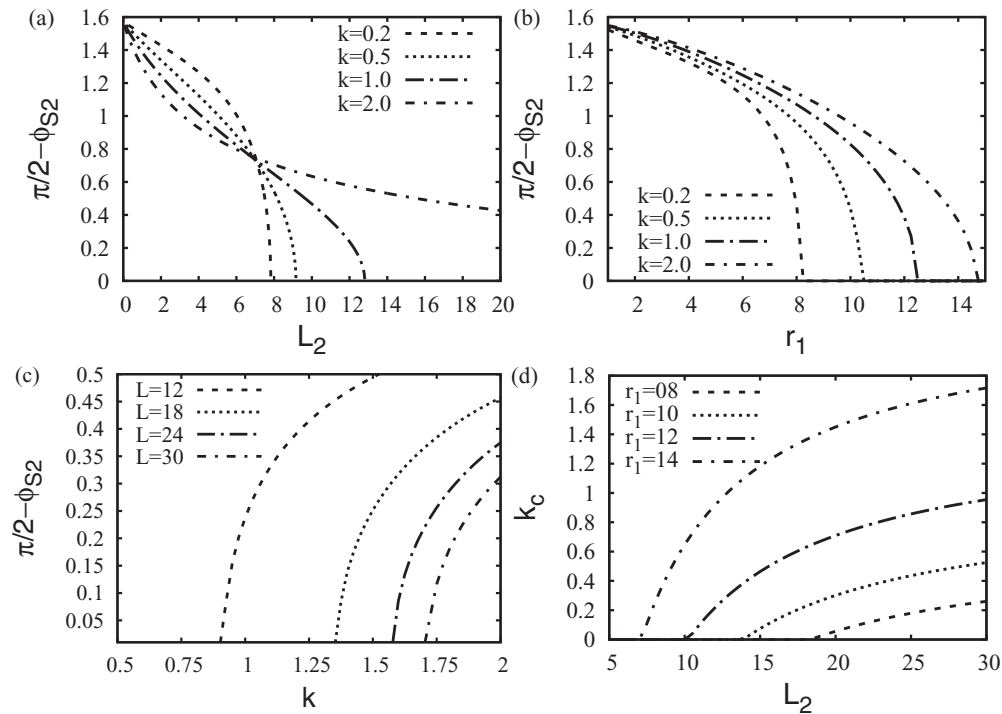 (a)
π/2-ϕS2
1.6
1.4
1.2
1
0.8
0.6
0.4
0.2
0
k=0.2
k=0.5
k=1.0
k=2.0
0 2 4 6 8 10 12 14 16 18 20
L2
(b)
π/2-ϕS2
1.6
1.4
1.2
1
0.8
0.6
0.4
0.2
0
k=0.2
k=0.5
k=1.0
k=2.0
2 4 6 8 10 12 14
r1
(c)
π/2-ϕS2
0.5
0.45
0.4
0.35
0.3
0.25
0.2
0.15
0.1
0.05
L=12
L=18
L=24
L=30
0.5 0.75 1 1.25 1.5 1.75 2
k
(d)
kc
1.8
1.6
1.4
1.2
1
0.8
0.6
0.4
0.2
0
r1=08
r1=10
r1=12
r1=14
5 10 15 20 25 30
L2